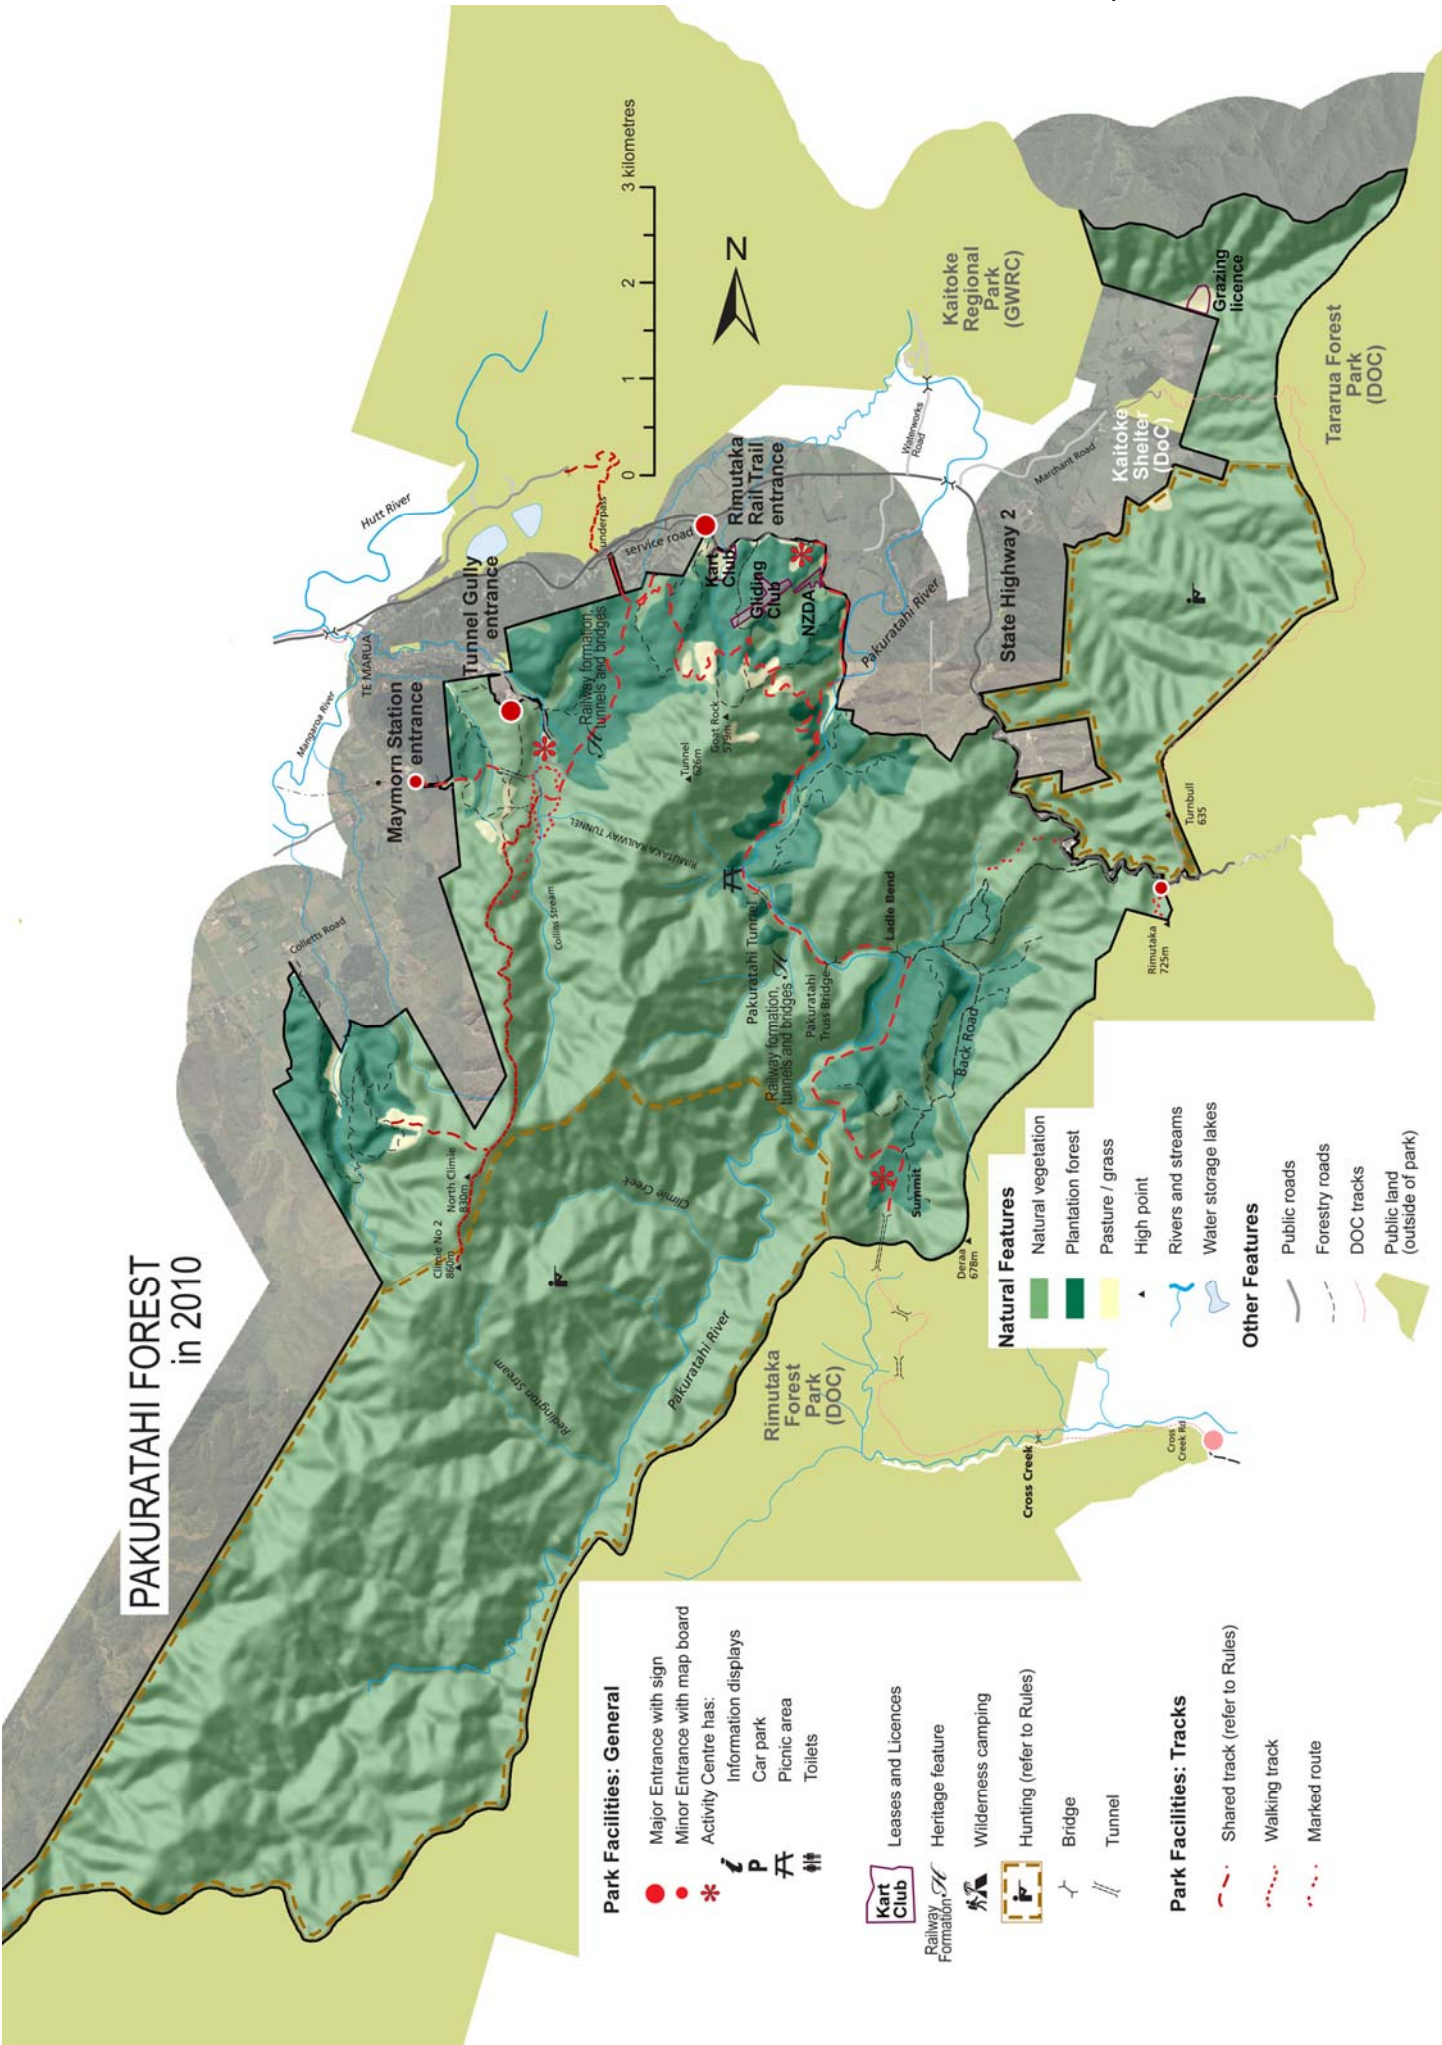 PAKURATAHI FOREST
in 2010
Hutt River
Mangaroa River
TE MARUA
Maymorn Station
entrance
Tunnel Gully
entrance
Colletts Road
underpass
service road
Rimutaka
Rail Trail
entrance
Kart
Club
Gliding
Club
NZDA
Railway formation,
H tunnels and bridges
Tunnel
626m
Goat Rock
579m
RIMUTAKA RAILWAY TUNNEL
Collins Stream
0
1
2
3 kilometres
N
Kaitoke
Regional
Park
(GWRC)
Waterworks
Road
Marchant Road
Kaitoke
Shelter
(DoC)
Grazing
licence
Tararua Forest
Park
(DOC)
State Highway 2
Pakuratahi River
Turnbull
635
Rimutaka
725m
Ladle Bend
Pakuratahi Tunnel
Railway formation, H
tunnels and bridges
Pakuratahi
Truss Bridge
Back Road
Summit
Deraa
678m
North Climie
830m
Climie No 2
860m
Climie Creek
Redington Stream
Pakuratahi River
Rimutaka
Forest
Park
(DOC)
Cross Creek
Cross
Creek Rd
Natural Features
Natural vegetation
Plantation forest
Pasture / grass
High point
Rivers and streams
Water storage lakes
Other Features
Public roads
Forestry roads
DOC tracks
Public land
(outside of park)
Park Facilities: General
Major Entrance with sign
Minor Entrance with map board
Activity Centre has:
i Information displays
P Car park
Picnic area
Toilets
Kart
Club
Leases and Licences
Railway H
Formation
Heritage feature
Wilderness camping
Hunting (refer to Rules)
Bridge
Tunnel
Park Facilities: Tracks
Shared track (refer to Rules)
Walking track
Marked route